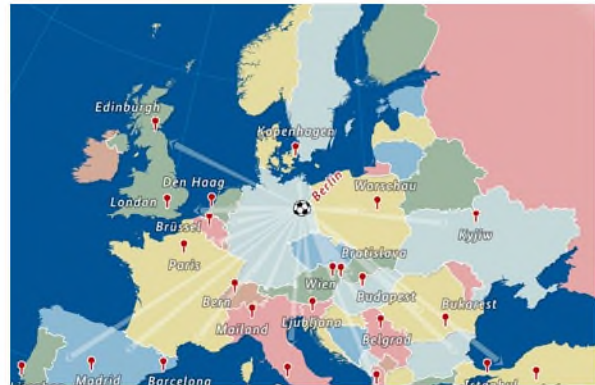 Edinburgh
Kopenhagen
Den Haag
Berlin
London
Warschau
Brüssel
Kyjiw
Paris
Bratislava
Wien
Bern
Budapest
Bukarest
Mailand
Ljubljana
Belgrad
Madrid
Barcelona
Istanbul